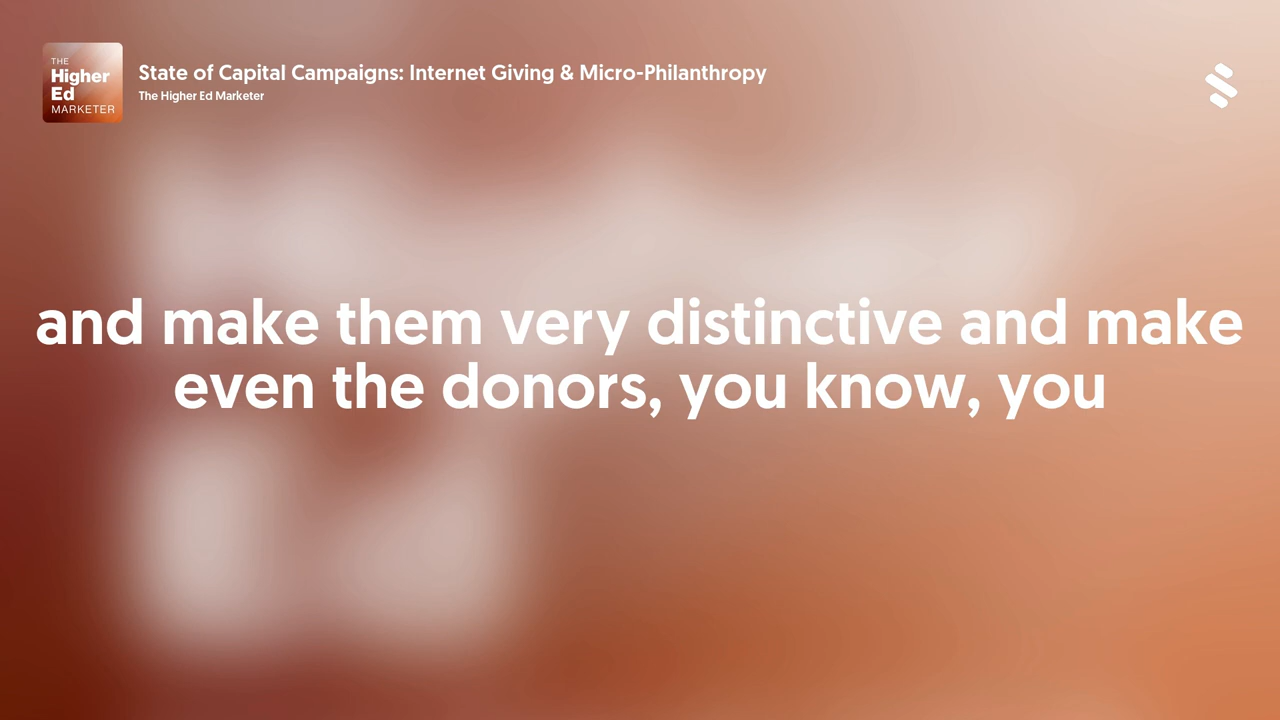 THE
Higher
Ed
MARKETER
State of Capital Campaigns: Internet Giving & Micro-Philanthropy
The Higher Ed Marketer
and make them very distinctive and make
even the donors, you know, you